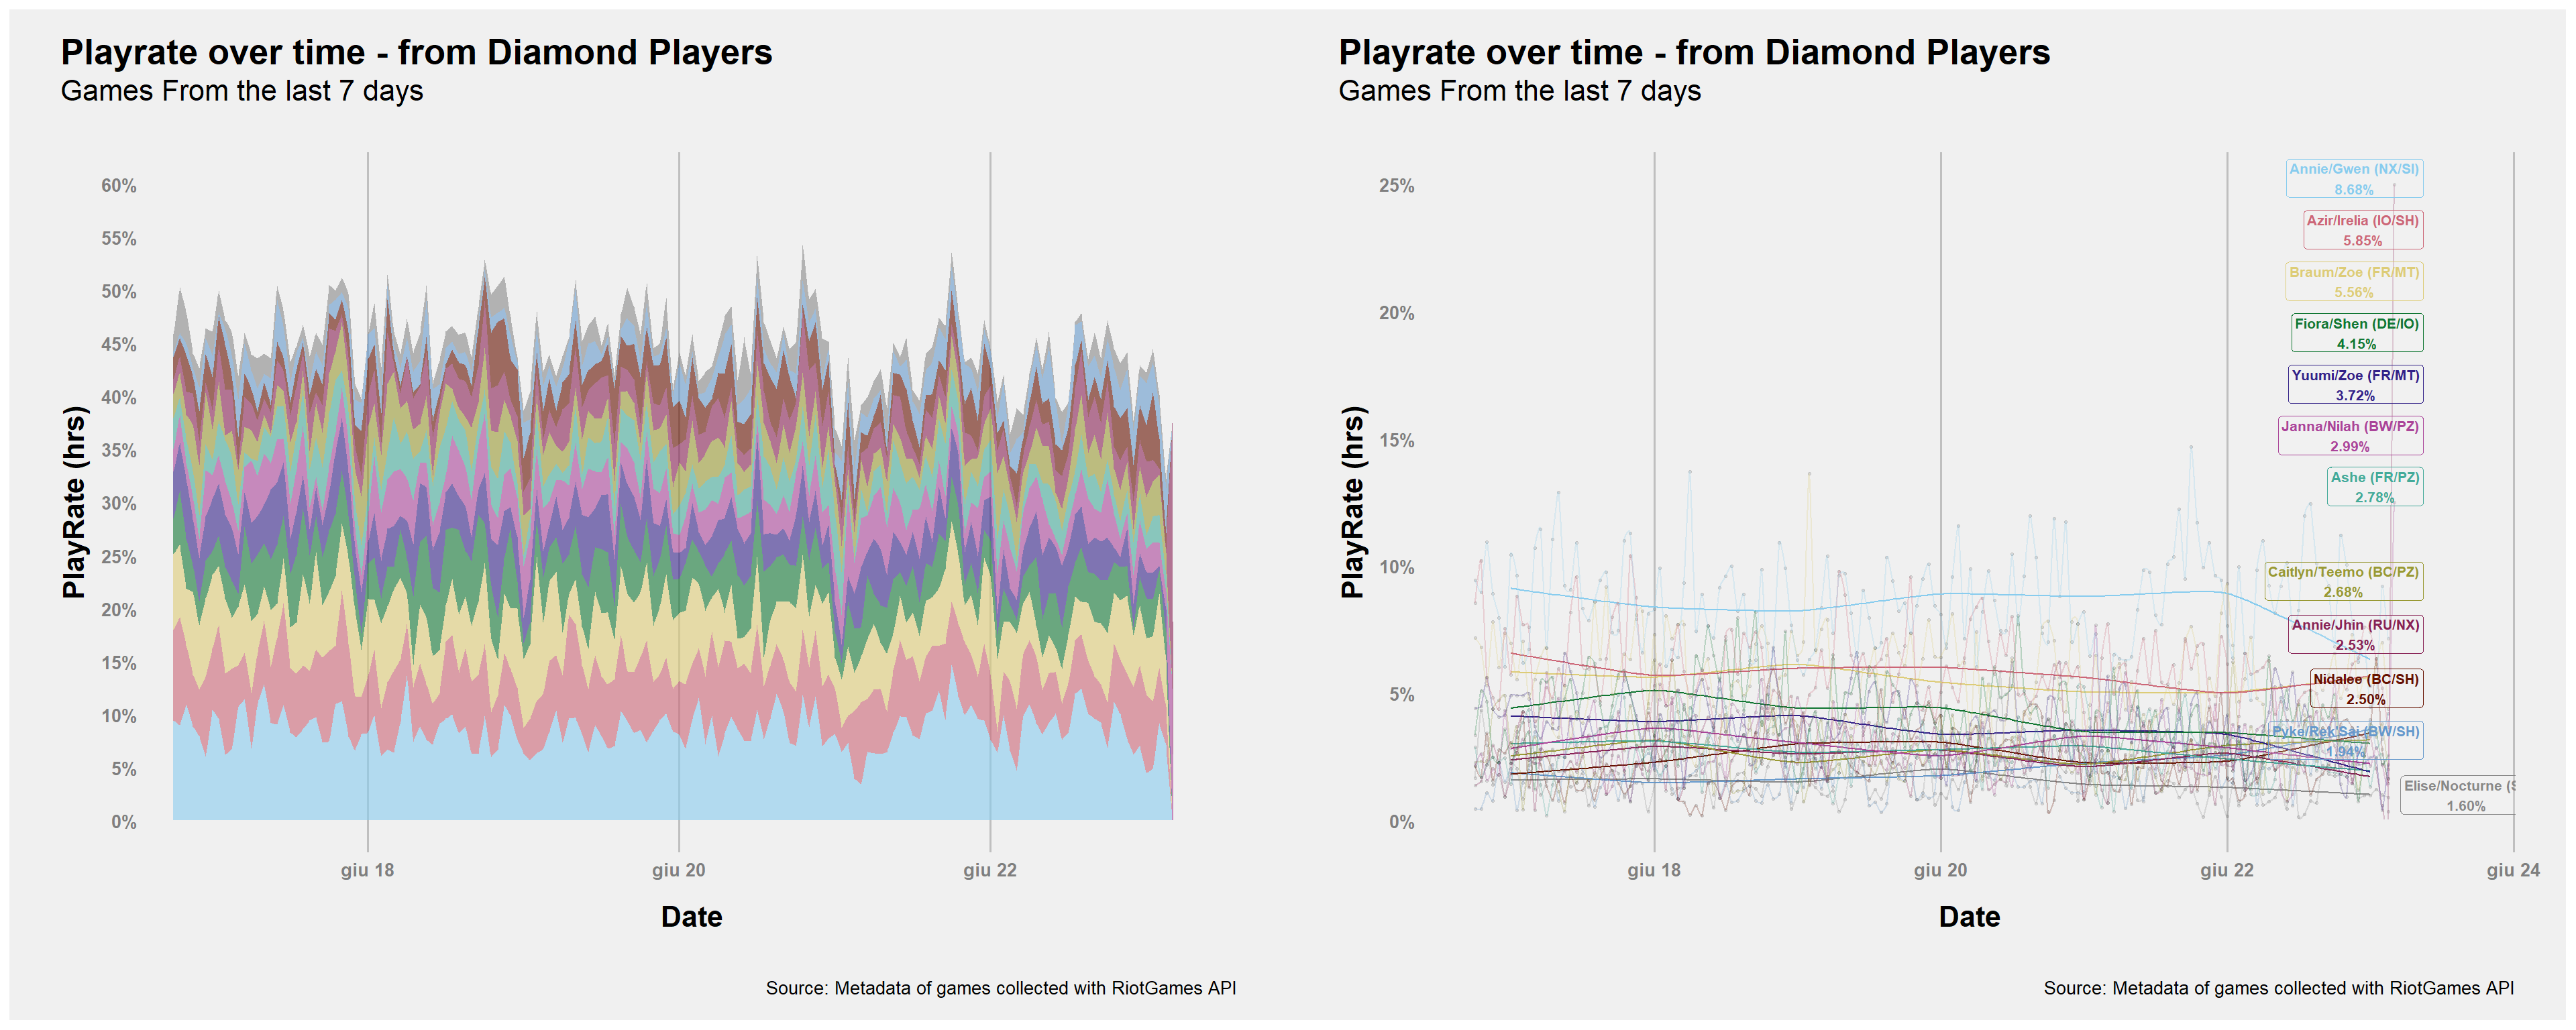 Playrate over time - from Diamond Players
Games From the last 7 days
60%
55%
50%
45%
40%
35%
30%
25%
20%
15%
10%
5%
0%
PlayRate (hrs)
giu 18
giu 20
giu 22
Date
Source: Metadata of games collected with RiotGames API
Playrate over time - from Diamond Players
Games From the last 7 days
25%
20%
15%
10%
5%
0%
PlayRate (hrs)
Annie/Gwen (NX/SI)
8.68%
Azir/Irelia (IO/SH)
5.85%
Braum/Zoe (FR/MT)
5.56%
Fiora/Shen (DE/IO)
4.15%
Yuumi/Zoe (FR/MT)
3.72%
Janna/Nilah (BW/PZ)
2.99%
Ashe (FR/PZ)
2.78%
Caitlyn/Teemo (BC/PZ)
2.68%
Annie/Jhin (RU/NX)
2.53%
Nidalee (BC/SH)
2.50%
Pyke/Rek'Sai (BW/SH)
1.94%
Elise/Nocturne (S
1.60%
giu 18
giu 20
giu 22
giu 24
Date
Source: Metadata of games collected with RiotGames API